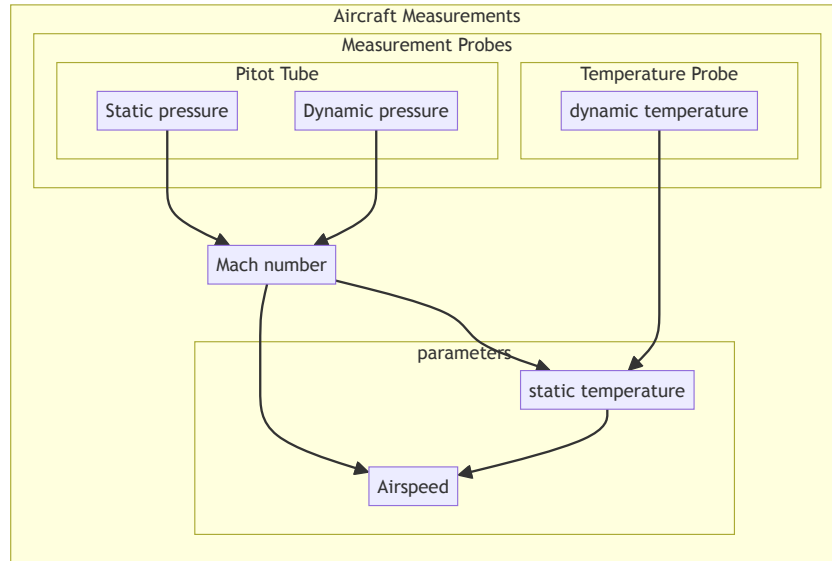 Aircraft Measurements
Measurement Probes
Pitot Tube
Temperature Probe
Static pressure
Dynamic pressure
dynamic temperature
Mach number
parameters
static temperature
Airspeed